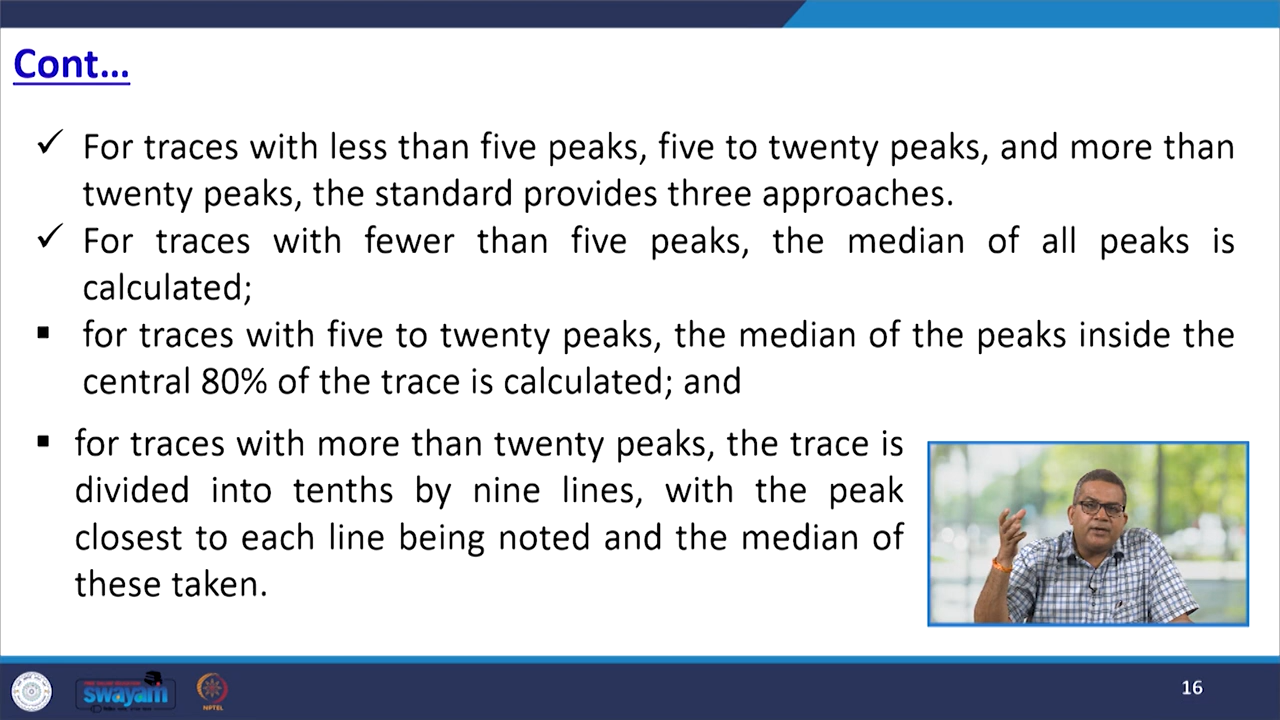 Cont...
✓ For traces with less than five peaks, five to twenty peaks, and more than
twenty peaks, the standard provides three approaches.
✓ For traces with fewer than five peaks, the median of all peaks is
calculated;
▪ for traces with five to twenty peaks, the median of the peaks inside the
central 80% of the trace is calculated; and
▪ for traces with more than twenty peaks, the trace is
divided into tenths by nine lines, with the peak
closest to each line being noted and the median of
these taken.
swayam
NPTEL
16